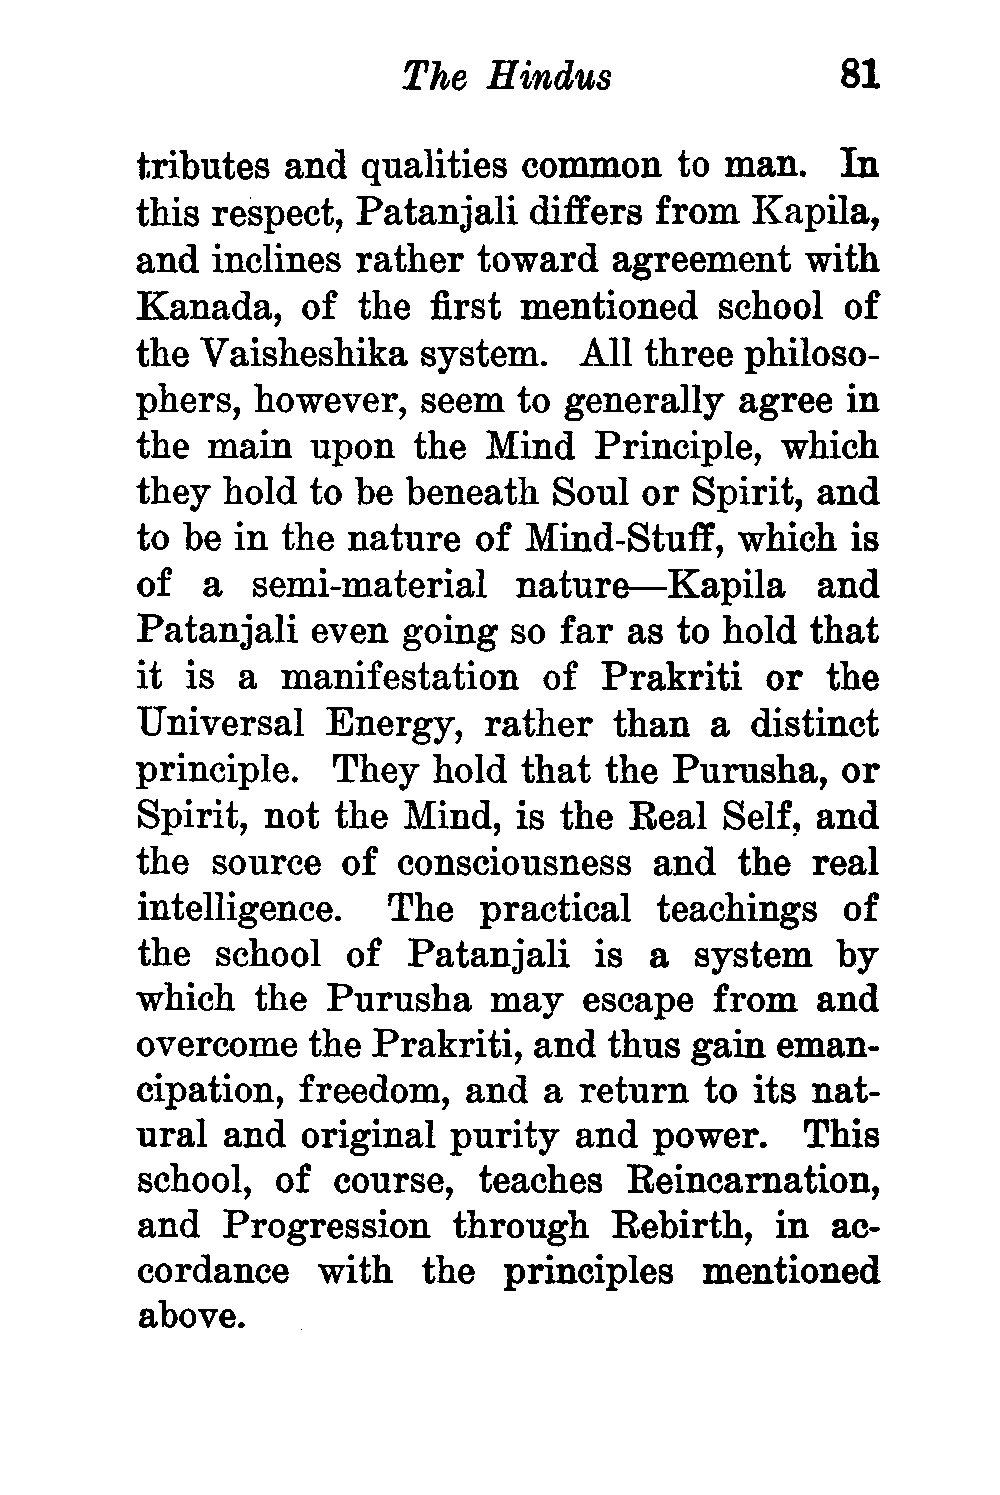 The Hindus 81
tributes and qualities common to man. In
this respect, Patanjali differs from Kapila,
and inclines rather toward agreement with
Kanada, of the first mentioned school of
the Vaisheshika system. All three philoso-
phers, however, seem to generally agree in
the main upon the Mind Principle, which
they hold to be beneath Soul or Spirit, and
to be in the nature of Mind-Stuff, which is
of a semi-material nature—Kapila and
Patanjali even going so far as to hold that
it is a manifestation of Prakriti or the
Universal Energy, rather than a distinct
principle. They hold that the Purusha, or
Spirit, not the Mind, is the Real Self, and
the source of consciousness and the real
intelligence. The practical teachings of
the school of Patanjali is a system by
which the Purusha may escape from and
overcome the Prakriti, and thus gain eman-
cipation, freedom, and a return to its nat-
ural and original purity and power. This
school, of course, teaches Reincarnation,
and Progression through Rebirth, in ac-
cordance with the principles mentioned
above.